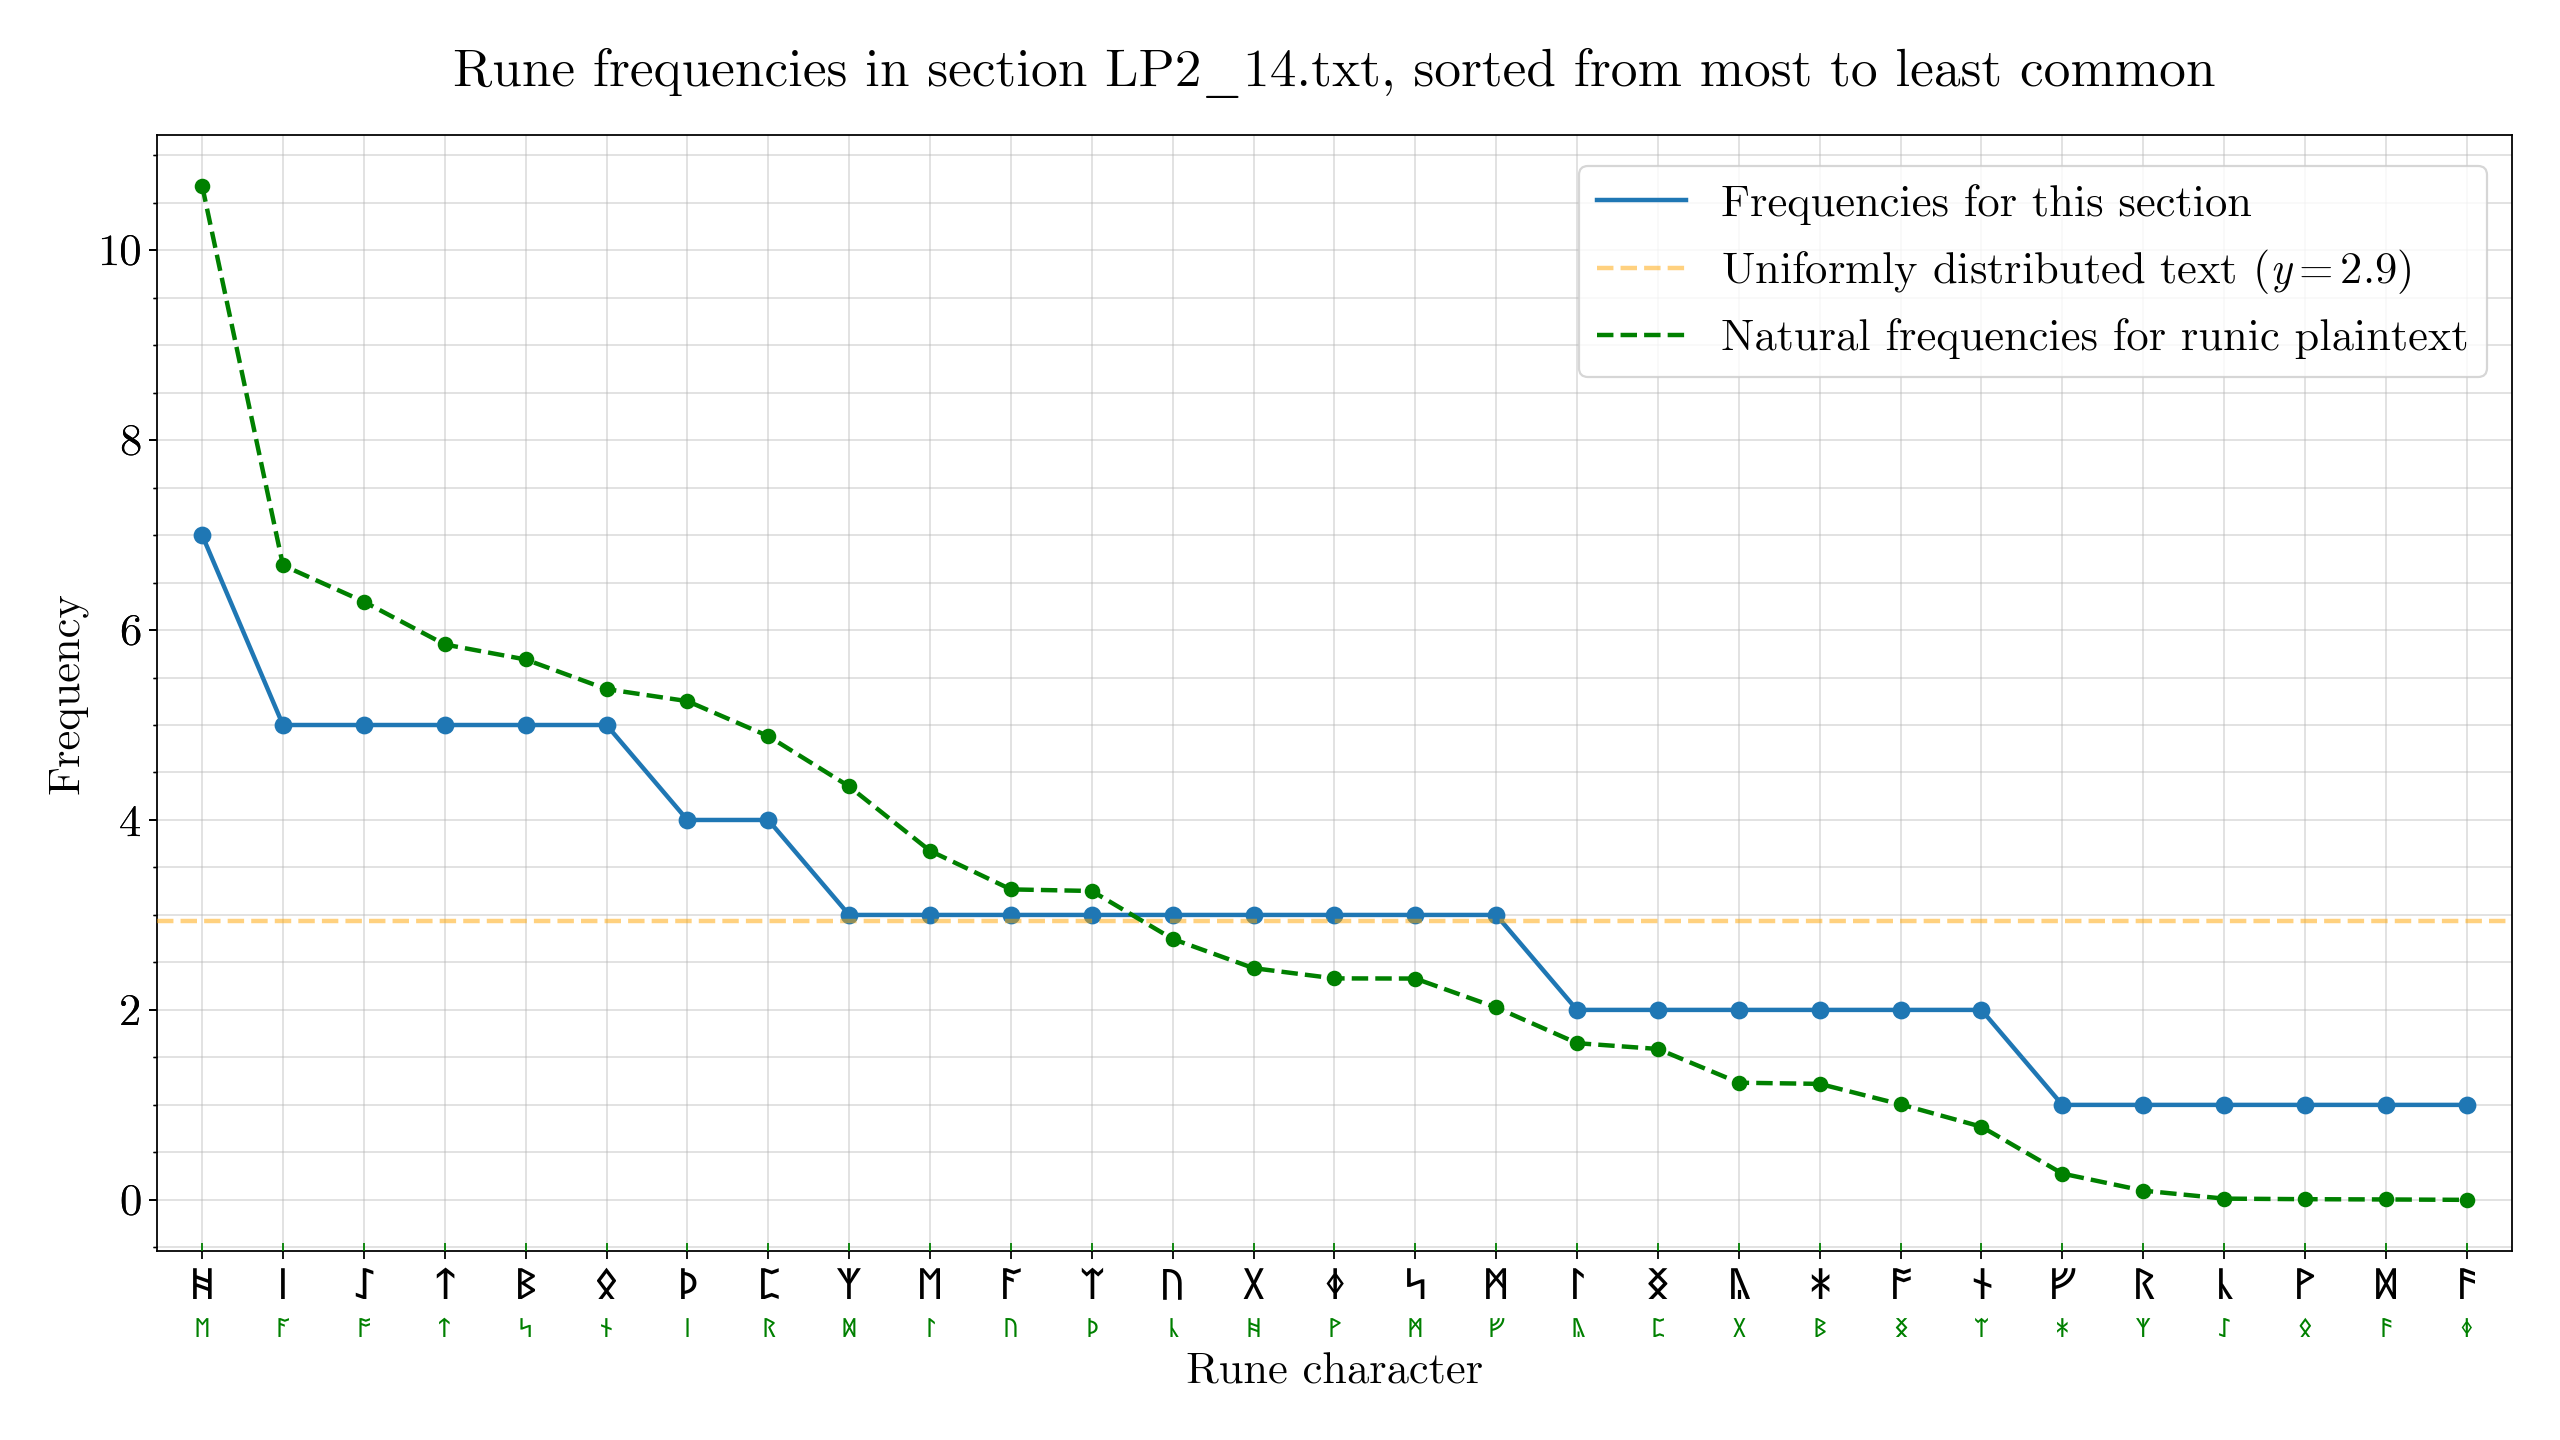 Rune frequencies in section LP2_14.txt, sorted from most to least common
Frequencies for this section
Uniformly distributed text (y = 2.9)
Natural frequencies for runic plaintext
10
8
6
4
2
0
Frequency
ᚻ ᛁ ᛇ ᛏ ᛒ ᛟ ᚦ ᛈ ᛉ ᛖ ᚪ ᛠ ᚢ ᚷ ᛄ ᛋ ᛗ ᛚ ᛝ ᚣ ᛡ ᚩ ᚾ ᚠ ᚱ ᚳ ᚹ ᛞ ᚫ
ᛖ ᚪ ᚩ ᛏ ᛋ ᚾ ᛁ ᚱ ᛞ ᛚ ᚢ ᚦ ᚳ ᚻ ᚹ ᛗ ᚠ ᚣ ᛈ ᚷ ᛒ ᛝ ᛠ ᛡ ᛉ ᛇ ᛟ ᚫ ᛄ
Rune character